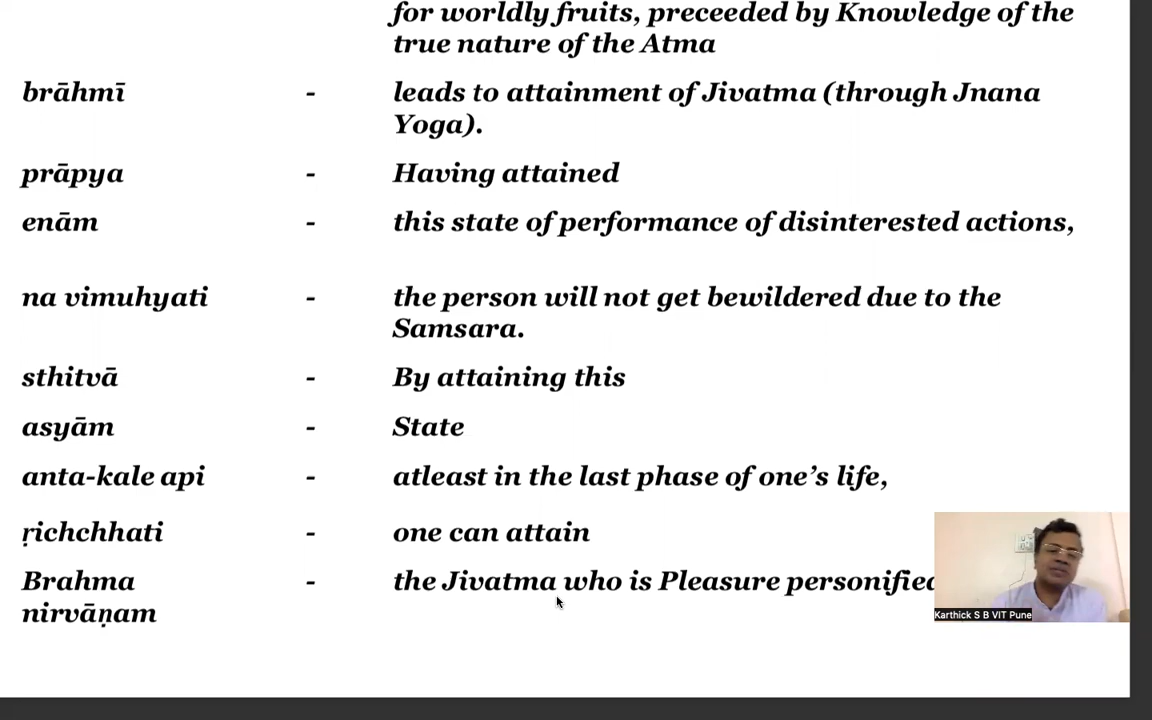 for worldly fruits, preceeded by Knowledge of the
true nature of the Atma
brāhmī - leads to attainment of Jivatma (through Jnana
Yoga).
prāpya - Having attained
enām - this state of performance of disinterested actions,
na vimuhyati - the person will not get bewildered due to the
Samsara.
sthitvā - By attaining this
asyām - State
anta-kale api - atleast in the last phase of one’s life,
ṛichchhati - one can attain
Brahma - the Jivatma who is Pleasure personified
nirvāṇam
Karthick S B VIT Pune